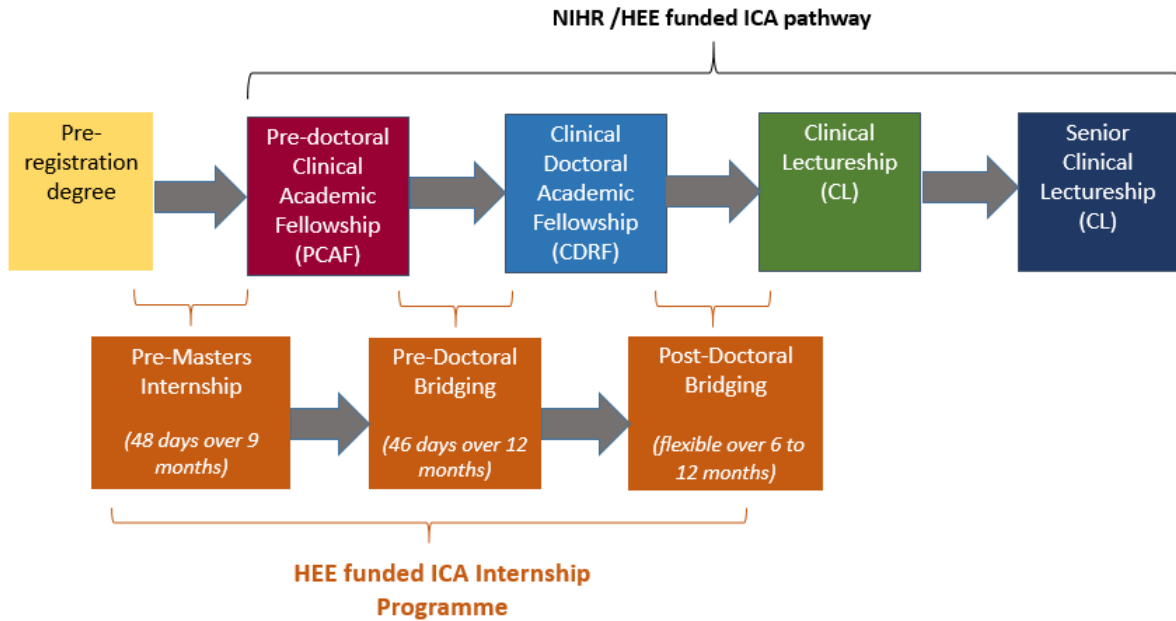 NIHR /HEE funded ICA pathway
Pre-
registration
degree
Pre-doctoral
Clinical
Academic
Fellowship
(PCAF)
Clinical
Doctoral
Academic
Fellowship
(CDRF)
Clinical
Lectureship
(CL)
Senior
Clinical
Lectureship
(CL)
Pre-Masters
Internship
(48 days over 9
months)
Pre-Doctoral
Bridging
(46 days over 12
months)
Post-Doctoral
Bridging
(flexible over 6 to
12 months)
HEE funded ICA Internship
Programme